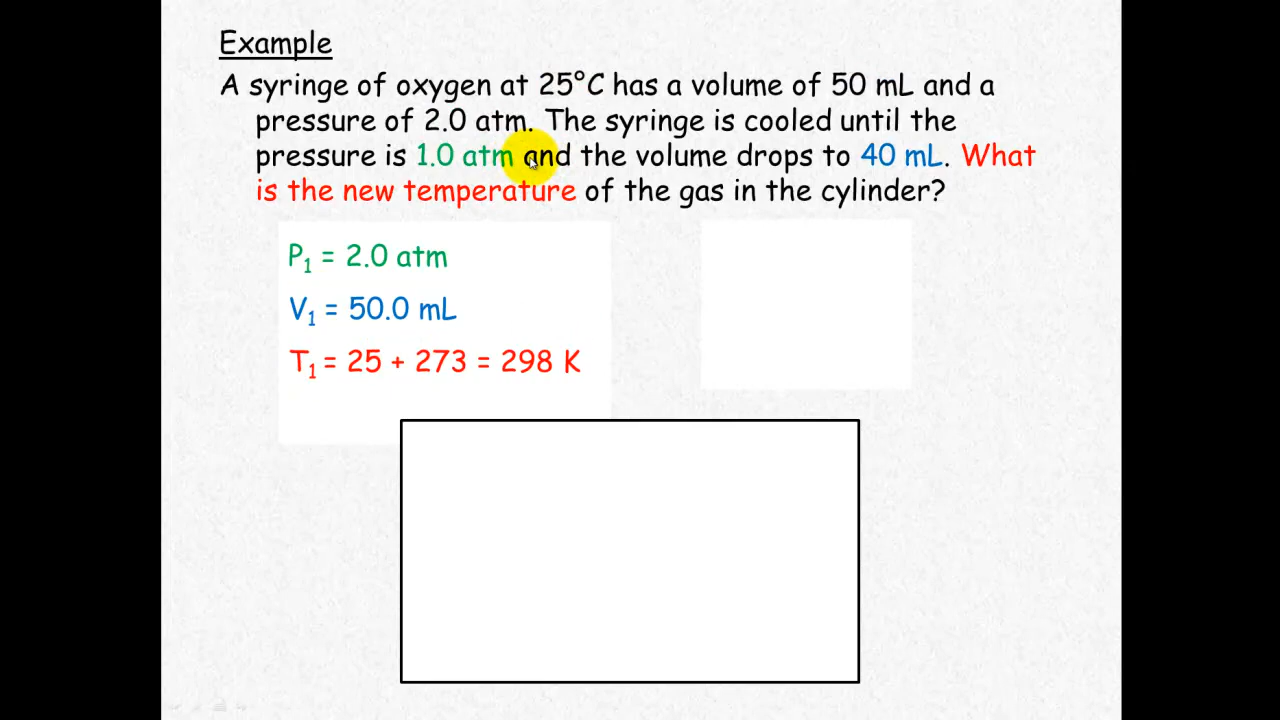 Example
A syringe of oxygen at 25°C has a volume of 50 mL and a
pressure of 2.0 atm. The syringe is cooled until the
pressure is 1.0 atm and the volume drops to 40 mL. What
is the new temperature of the gas in the cylinder?
P₁ = 2.0 atm
V₁ = 50.0 mL
T₁ = 25 + 273 = 298 K